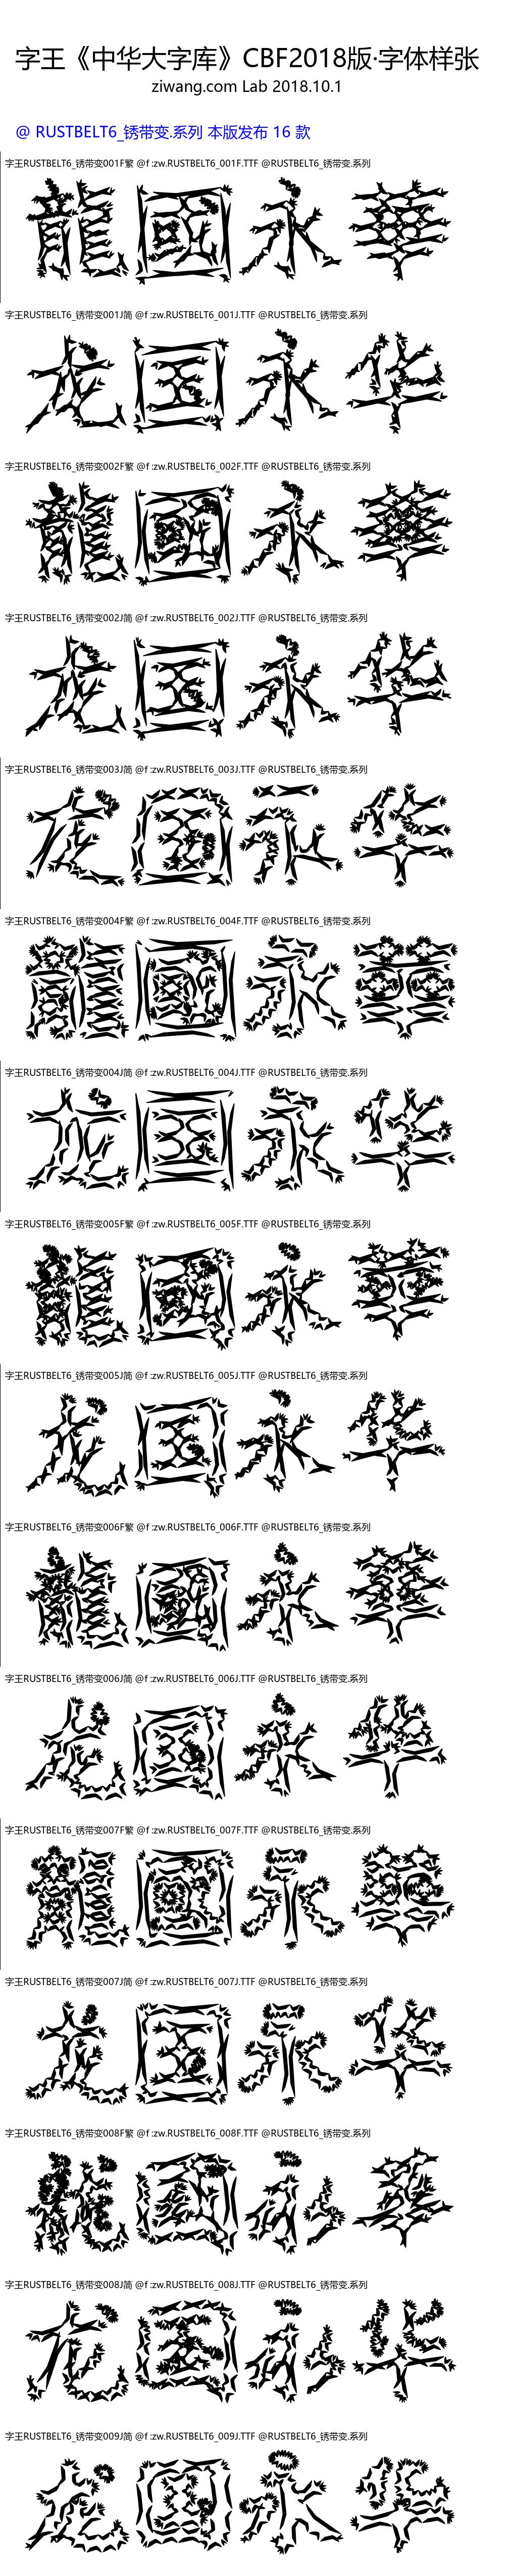 字王《中华大字库》CBF2018版·字体样张
ziwang.com Lab 2018.10.1
@ RUSTBELT6_锈带变.系列 本版发布 16 款
字王RUSTBELT6_锈带变001F繁 @f :zw.RUSTBELT6_001F.TTF @RUSTBELT6_锈带变.系列
龍國永華
字王RUSTBELT6_锈带变001J简 @f :zw.RUSTBELT6_001J.TTF @RUSTBELT6_锈带变.系列
龙国永华
字王RUSTBELT6_锈带变002F繁 @f :zw.RUSTBELT6_002F.TTF @RUSTBELT6_锈带变.系列
龍國永華
字王RUSTBELT6_锈带变002J简 @f :zw.RUSTBELT6_002J.TTF @RUSTBELT6_锈带变.系列
龙国永华
字王RUSTBELT6_锈带变003J简 @f :zw.RUSTBELT6_003J.TTF @RUSTBELT6_锈带变.系列
龙国永华
字王RUSTBELT6_锈带变004F繁 @f :zw.RUSTBELT6_004F.TTF @RUSTBELT6_锈带变.系列
龍國永華
字王RUSTBELT6_锈带变004J简 @f :zw.RUSTBELT6_004J.TTF @RUSTBELT6_锈带变.系列
龙国永华
字王RUSTBELT6_锈带变005F繁 @f :zw.RUSTBELT6_005F.TTF @RUSTBELT6_锈带变.系列
龍國永華
字王RUSTBELT6_锈带变005J简 @f :zw.RUSTBELT6_005J.TTF @RUSTBELT6_锈带变.系列
龙国永华
字王RUSTBELT6_锈带变006F繁 @f :zw.RUSTBELT6_006F.TTF @RUSTBELT6_锈带变.系列
龍國永華
字王RUSTBELT6_锈带变006J简 @f :zw.RUSTBELT6_006J.TTF @RUSTBELT6_锈带变.系列
龙国永华
字王RUSTBELT6_锈带变007F繁 @f :zw.RUSTBELT6_007F.TTF @RUSTBELT6_锈带变.系列
龍國永華
字王RUSTBELT6_锈带变007J简 @f :zw.RUSTBELT6_007J.TTF @RUSTBELT6_锈带变.系列
龙国永华
字王RUSTBELT6_锈带变008F繁 @f :zw.RUSTBELT6_008F.TTF @RUSTBELT6_锈带变.系列
龍國永華
字王RUSTBELT6_锈带变008J简 @f :zw.RUSTBELT6_008J.TTF @RUSTBELT6_锈带变.系列
龙国永华
字王RUSTBELT6_锈带变009J简 @f :zw.RUSTBELT6_009J.TTF @RUSTBELT6_锈带变.系列
龙国永华